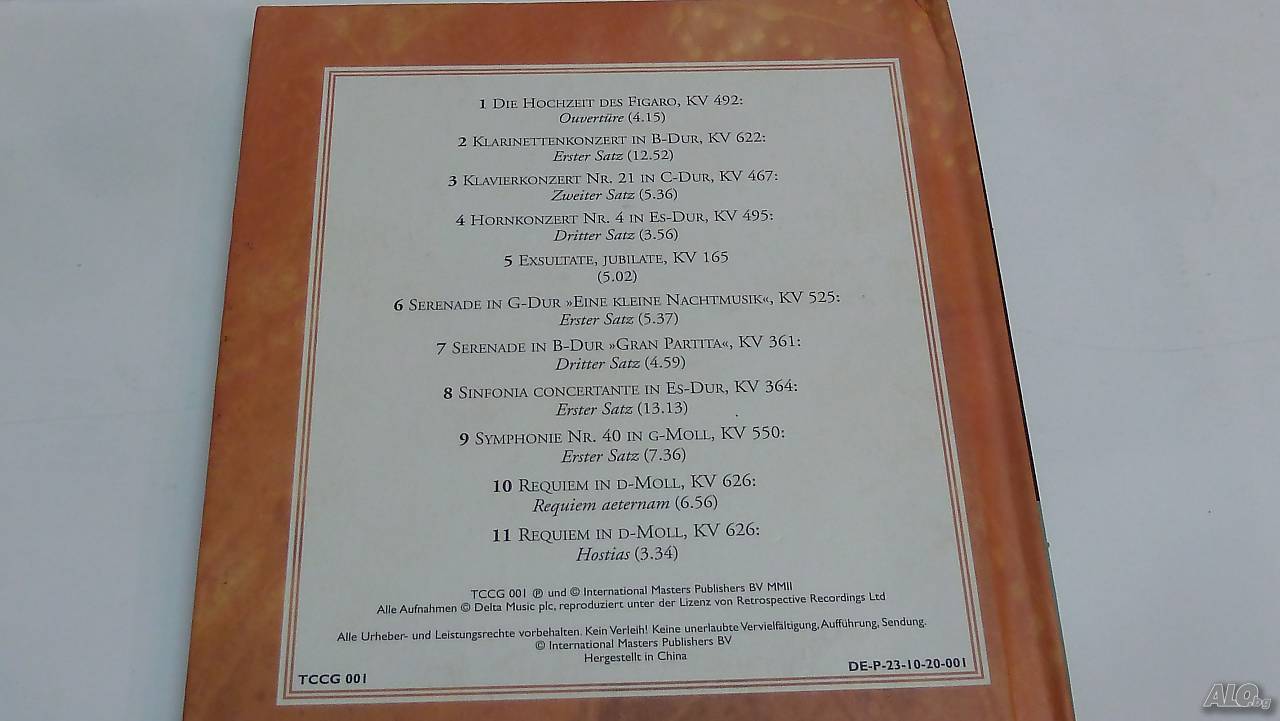 1 Die Hochzeit des Figaro, KV 492:
Ouvertüre (4.15)
2 Klarinettenkonzert in B-Dur, KV 622:
Erster Satz (12.52)
3 Klavierkonzert Nr. 21 in C-Dur, KV 467:
Zweiter Satz (5.36)
4 Hornkonzert Nr. 4 in Es-Dur, KV 495:
Dritter Satz (3.56)
5 Exsultate, jubilate, KV 165
(5.02)
6 Serenade in G-Dur »Eine kleine Nachtmusik«, KV 525:
Erster Satz (5.37)
7 Serenade in B-Dur »Gran Partita«, KV 361:
Dritter Satz (4.59)
8 Sinfonia concertante in Es-Dur, KV 364:
Erster Satz (13.13)
9 Symphonie Nr. 40 in g-Moll, KV 550:
Erster Satz (7.36)
10 Requiem in d-Moll, KV 626:
Requiem aeternam (6.56)
11 Requiem in d-Moll, KV 626:
Hostias (3.34)
TCCG 001 ℗ und © International Masters Publishers BV MMII
Alle Aufnahmen © Delta Music plc, reproduziert unter der Lizenz von Retrospective Recordings Ltd
Alle Urheber- und Leistungsrechte vorbehalten. Kein Verleih! Keine unerlaubte Vervielfältigung, Aufführung, Sendung.
© International Masters Publishers BV
Hergestellt in China
TCCG 001
DE-P-23-10-20-001
ALO.bg